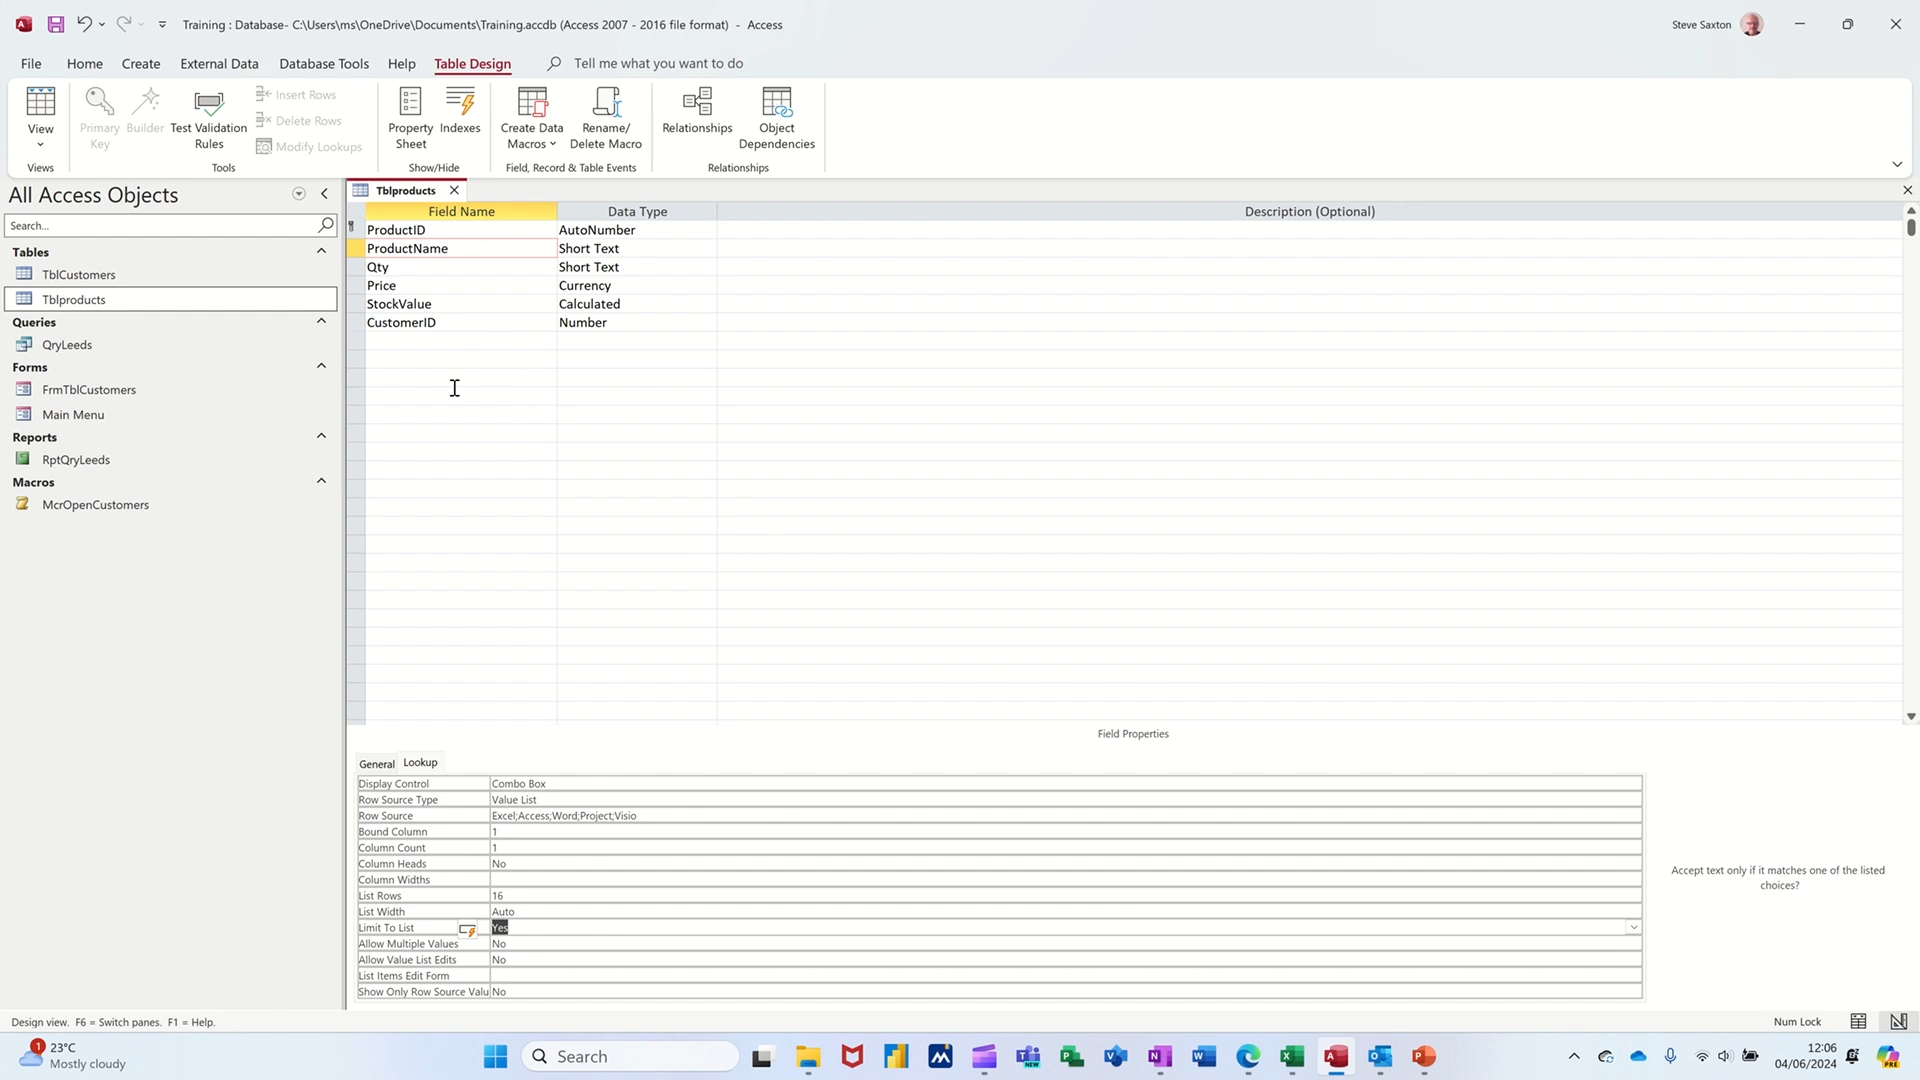 Training : Database- C:\Users\ms\OneDrive\Documents\Training.accdb (Access 2007 - 2016 file format) - Access
Steve Saxton
File Home Create External Data Database Tools Help Table Design Tell me what you want to do
View
Primary Key
Builder
Test Validation Rules
Insert Rows
Delete Rows
Modify Lookups
Property Sheet
Indexes
Create Data Macros
Rename/ Delete Macro
Relationships
Object Dependencies
Views Tools Show/Hide Field, Record & Table Events Relationships
All Access Objects
Search...
Tables
TblCustomers
Tblproducts
Queries
QryLeeds
Forms
FrmTblCustomers
Main Menu
Reports
RptQryLeeds
Macros
McrOpenCustomers
Tblproducts
Field Name Data Type Description (Optional)
ProductID AutoNumber
ProductName Short Text
Qty Short Text
Price Currency
StockValue Calculated
CustomerID Number
Field Properties
General Lookup
Display Control Combo Box
Row Source Type Value List
Row Source Excel;Access;Word;Project;Visio
Bound Column 1
Column Count 1
Column Heads No
Column Widths
List Rows 16
List Width Auto
Limit To List Yes
Allow Multiple Values No
Allow Value List Edits No
List Items Edit Form
Show Only Row Source Valu No
Accept text only if it matches one of the listed
choices?
Design view. F6 = Switch panes. F1 = Help.
Num Lock
1
23°C
Mostly cloudy
Search
NEW
12:06
04/06/2024
PRE